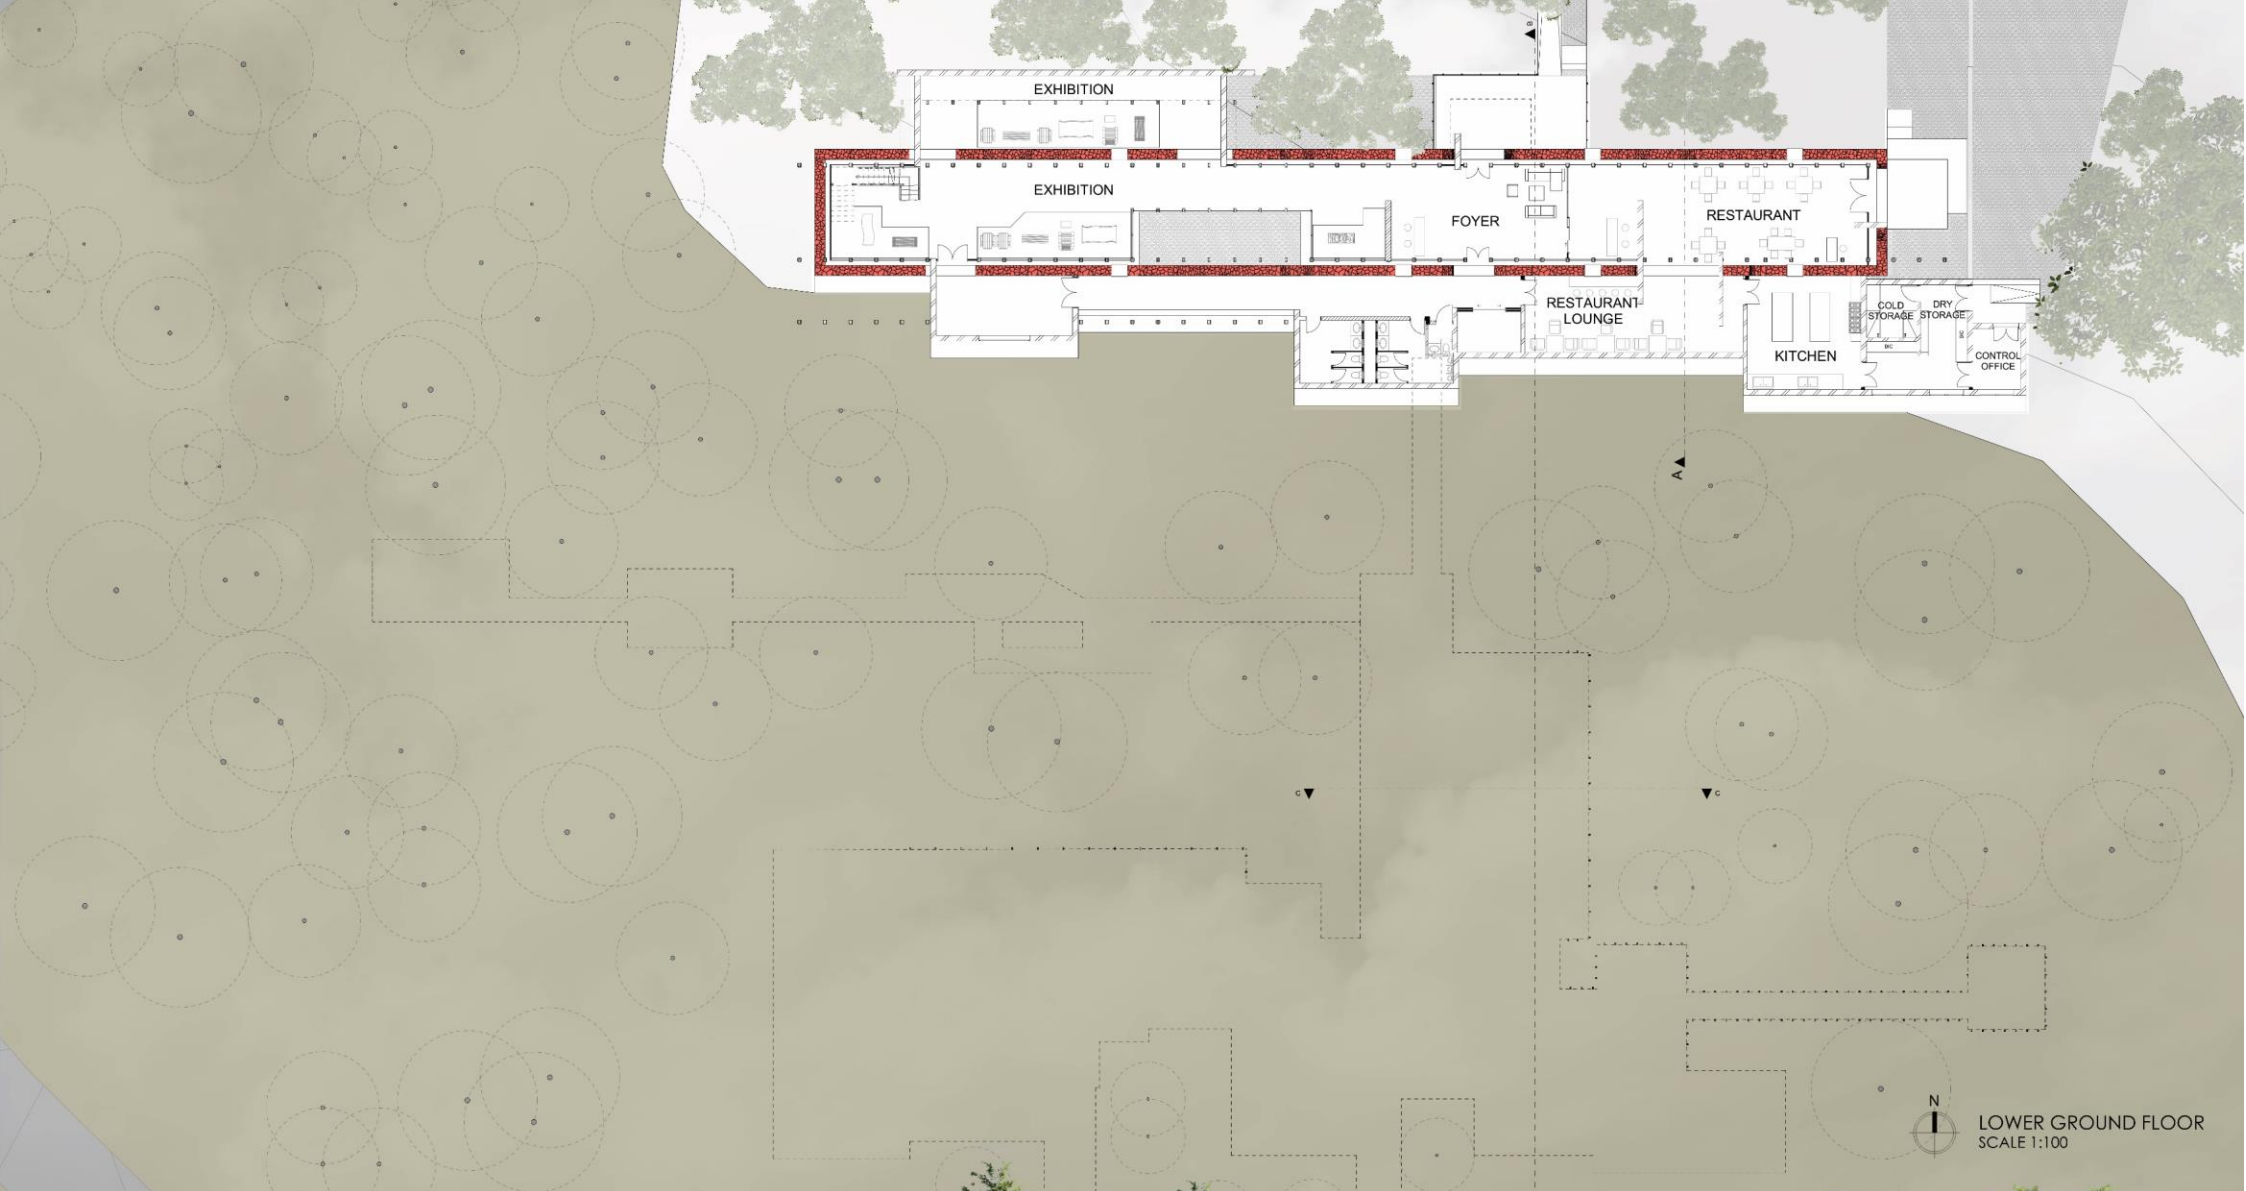 B
EXHIBITION
EXHIBITION
FOYER
RESTAURANT
RESTAURANT
LOUNGE
COLD
STORAGE
DRY
STORAGE
KITCHEN
CONTROL
OFFICE
A
C
C
N
LOWER GROUND FLOOR
SCALE 1:100